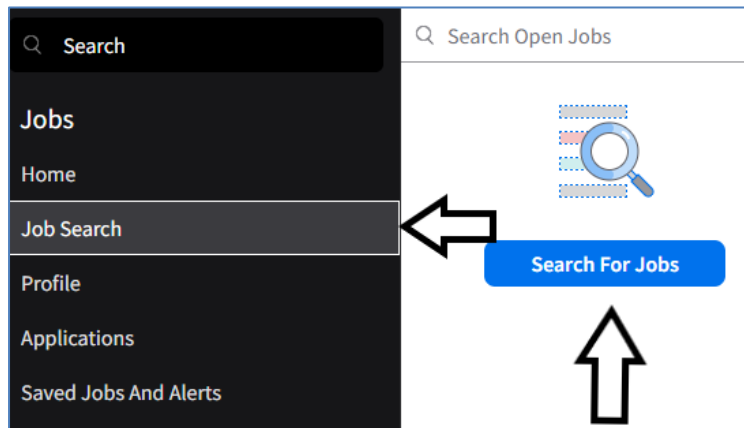 Search
Jobs
Home
Job Search
Profile
Applications
Saved Jobs And Alerts
Search Open Jobs
Search For Jobs